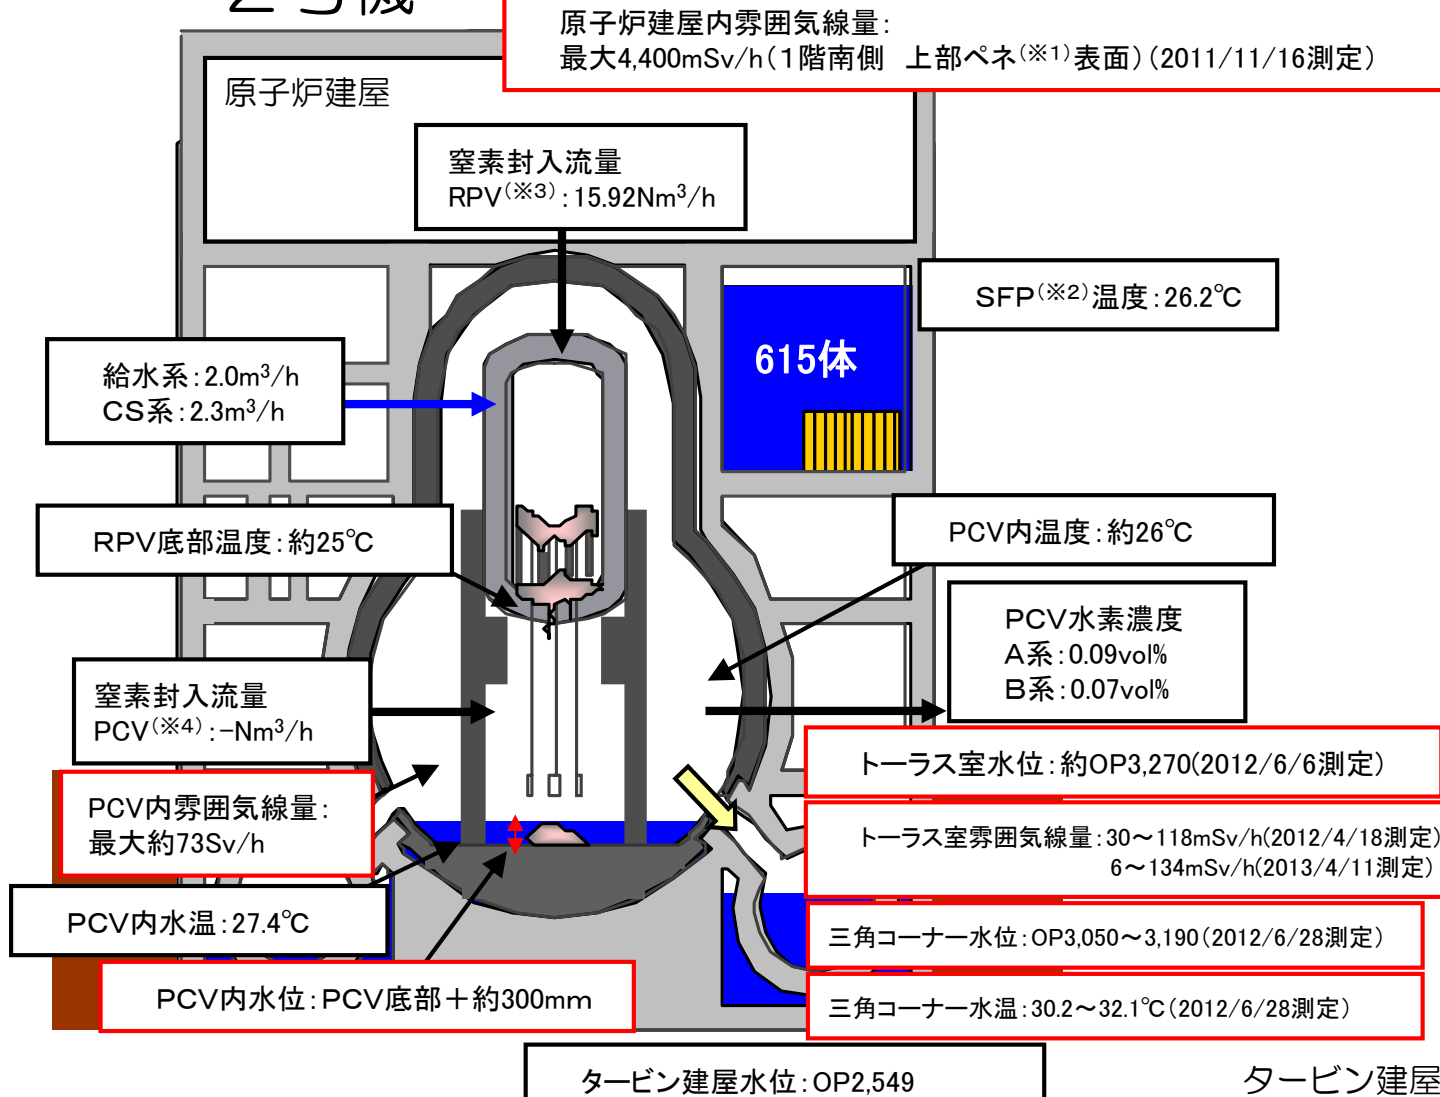 2号機
原子炉建屋内雰囲気線量：
最大4,400mSv/h（１階南側　上部ペネ(※1)表面）（2011/11/16測定）
原子炉建屋
窒素封入流量
RPV(※3)：15.92Nm3/h
SFP(※2)温度：26.2℃
615体
給水系：2.0m3/h
CS系：2.3m3/h
RPV底部温度：約25℃
PCV内温度：約26℃
PCV水素濃度
A系：0.09vol%
B系：0.07vol%
窒素封入流量
PCV(※4)：-Nm3/h
トーラス室水位：約OP3,270(2012/6/6測定)
PCV内雰囲気線量：
最大約73Sv/h
トーラス室雰囲気線量：30～118mSv/h(2012/4/18測定)
6～134mSv/h(2013/4/11測定)
PCV内水温：27.4℃
三角コーナー水位：OP3,050～3,190(2012/6/28測定)
PCV内水位：PCV底部＋約300mm
三角コーナー水温：30.2～32.1℃（2012/6/28測定）
タービン建屋水位：OP2,549
タービン建屋